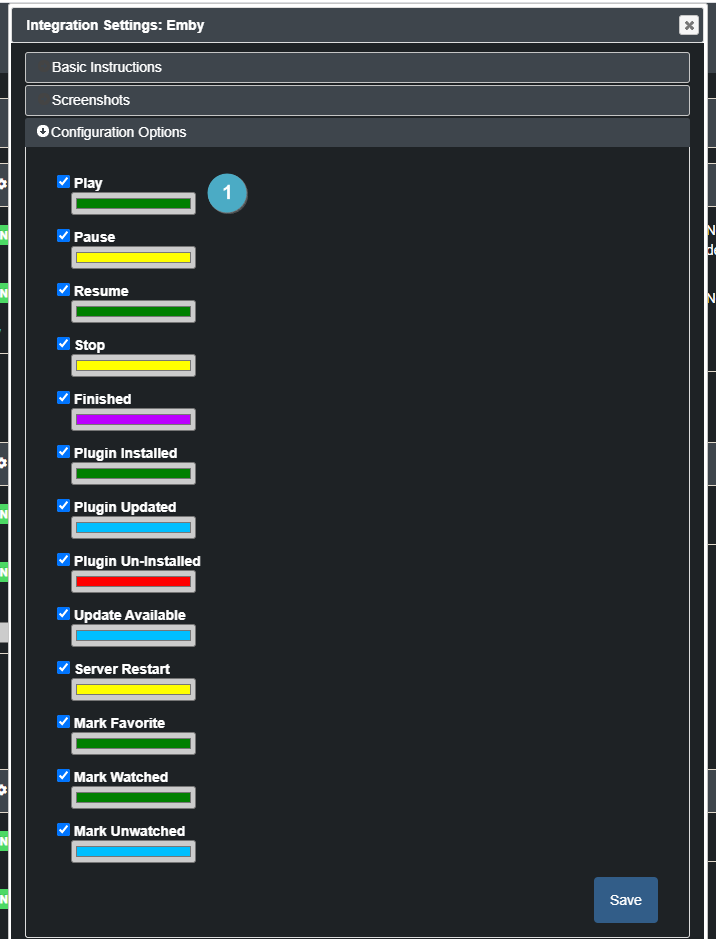 Integration Settings: Emby
Basic Instructions
Screenshots
Configuration Options
Play
1
Pause
Resume
Stop
Finished
Plugin Installed
Plugin Updated
Plugin Un-Installed
Update Available
Server Restart
Mark Favorite
Mark Watched
Mark Unwatched
Save